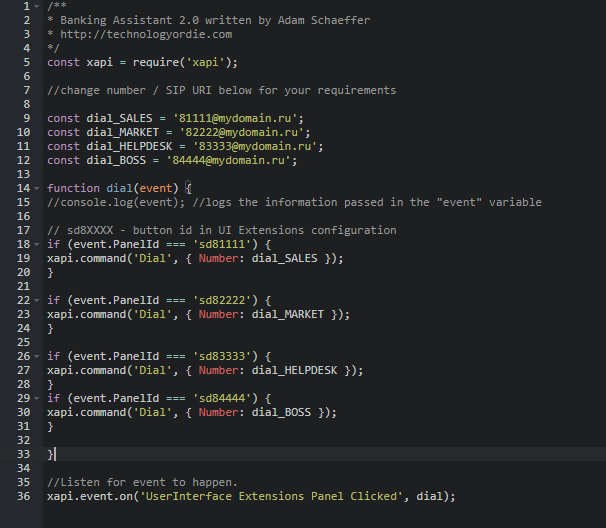 1 /**
2 * Banking Assistant 2.0 written by Adam Schaeffer
3 * http://technologyordie.com
4 */
5 const xapi = require('xapi');
6
7 //change number / SIP URI below for your requirements
8
9 const dial_SALES = '81111@mydomain.ru';
10 const dial_MARKET = '82222@mydomain.ru';
11 const dial_HELPDESK = '83333@mydomain.ru';
12 const dial_BOSS = '84444@mydomain.ru';
13
14 function dial(event) {
15 //console.log(event); //logs the information passed in the "event" variable
16
17 // sd8XXXX - button id in UI Extensions configuration
18 if (event.PanelId === 'sd81111') {
19 xapi.command('Dial', { Number: dial_SALES });
20 }
21
22 if (event.PanelId === 'sd82222') {
23 xapi.command('Dial', { Number: dial_MARKET });
24 }
25
26 if (event.PanelId === 'sd83333') {
27 xapi.command('Dial', { Number: dial_HELPDESK });
28 }
29 if (event.PanelId === 'sd84444') {
30 xapi.command('Dial', { Number: dial_BOSS });
31 }
32
33 }
34
35 //Listen for event to happen.
36 xapi.event.on('UserInterface Extensions Panel Clicked', dial);